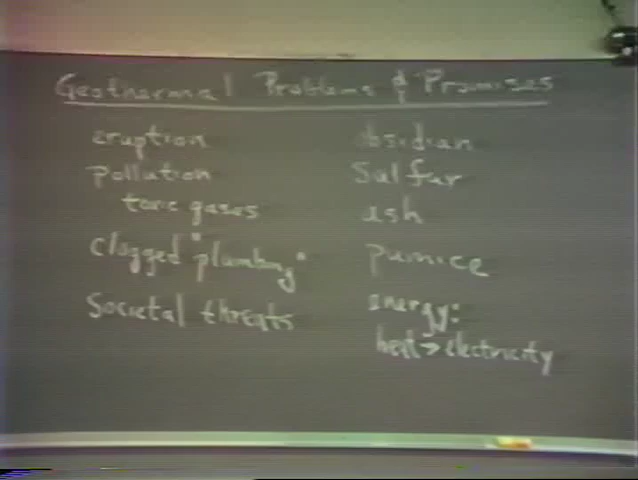 Geothermal Problems & Promises
eruption
pollution
toxic gases
clogged "plumbing"
Societal threats
obsidian
Sulfur
ash
pumice
energy:
heat → electricity